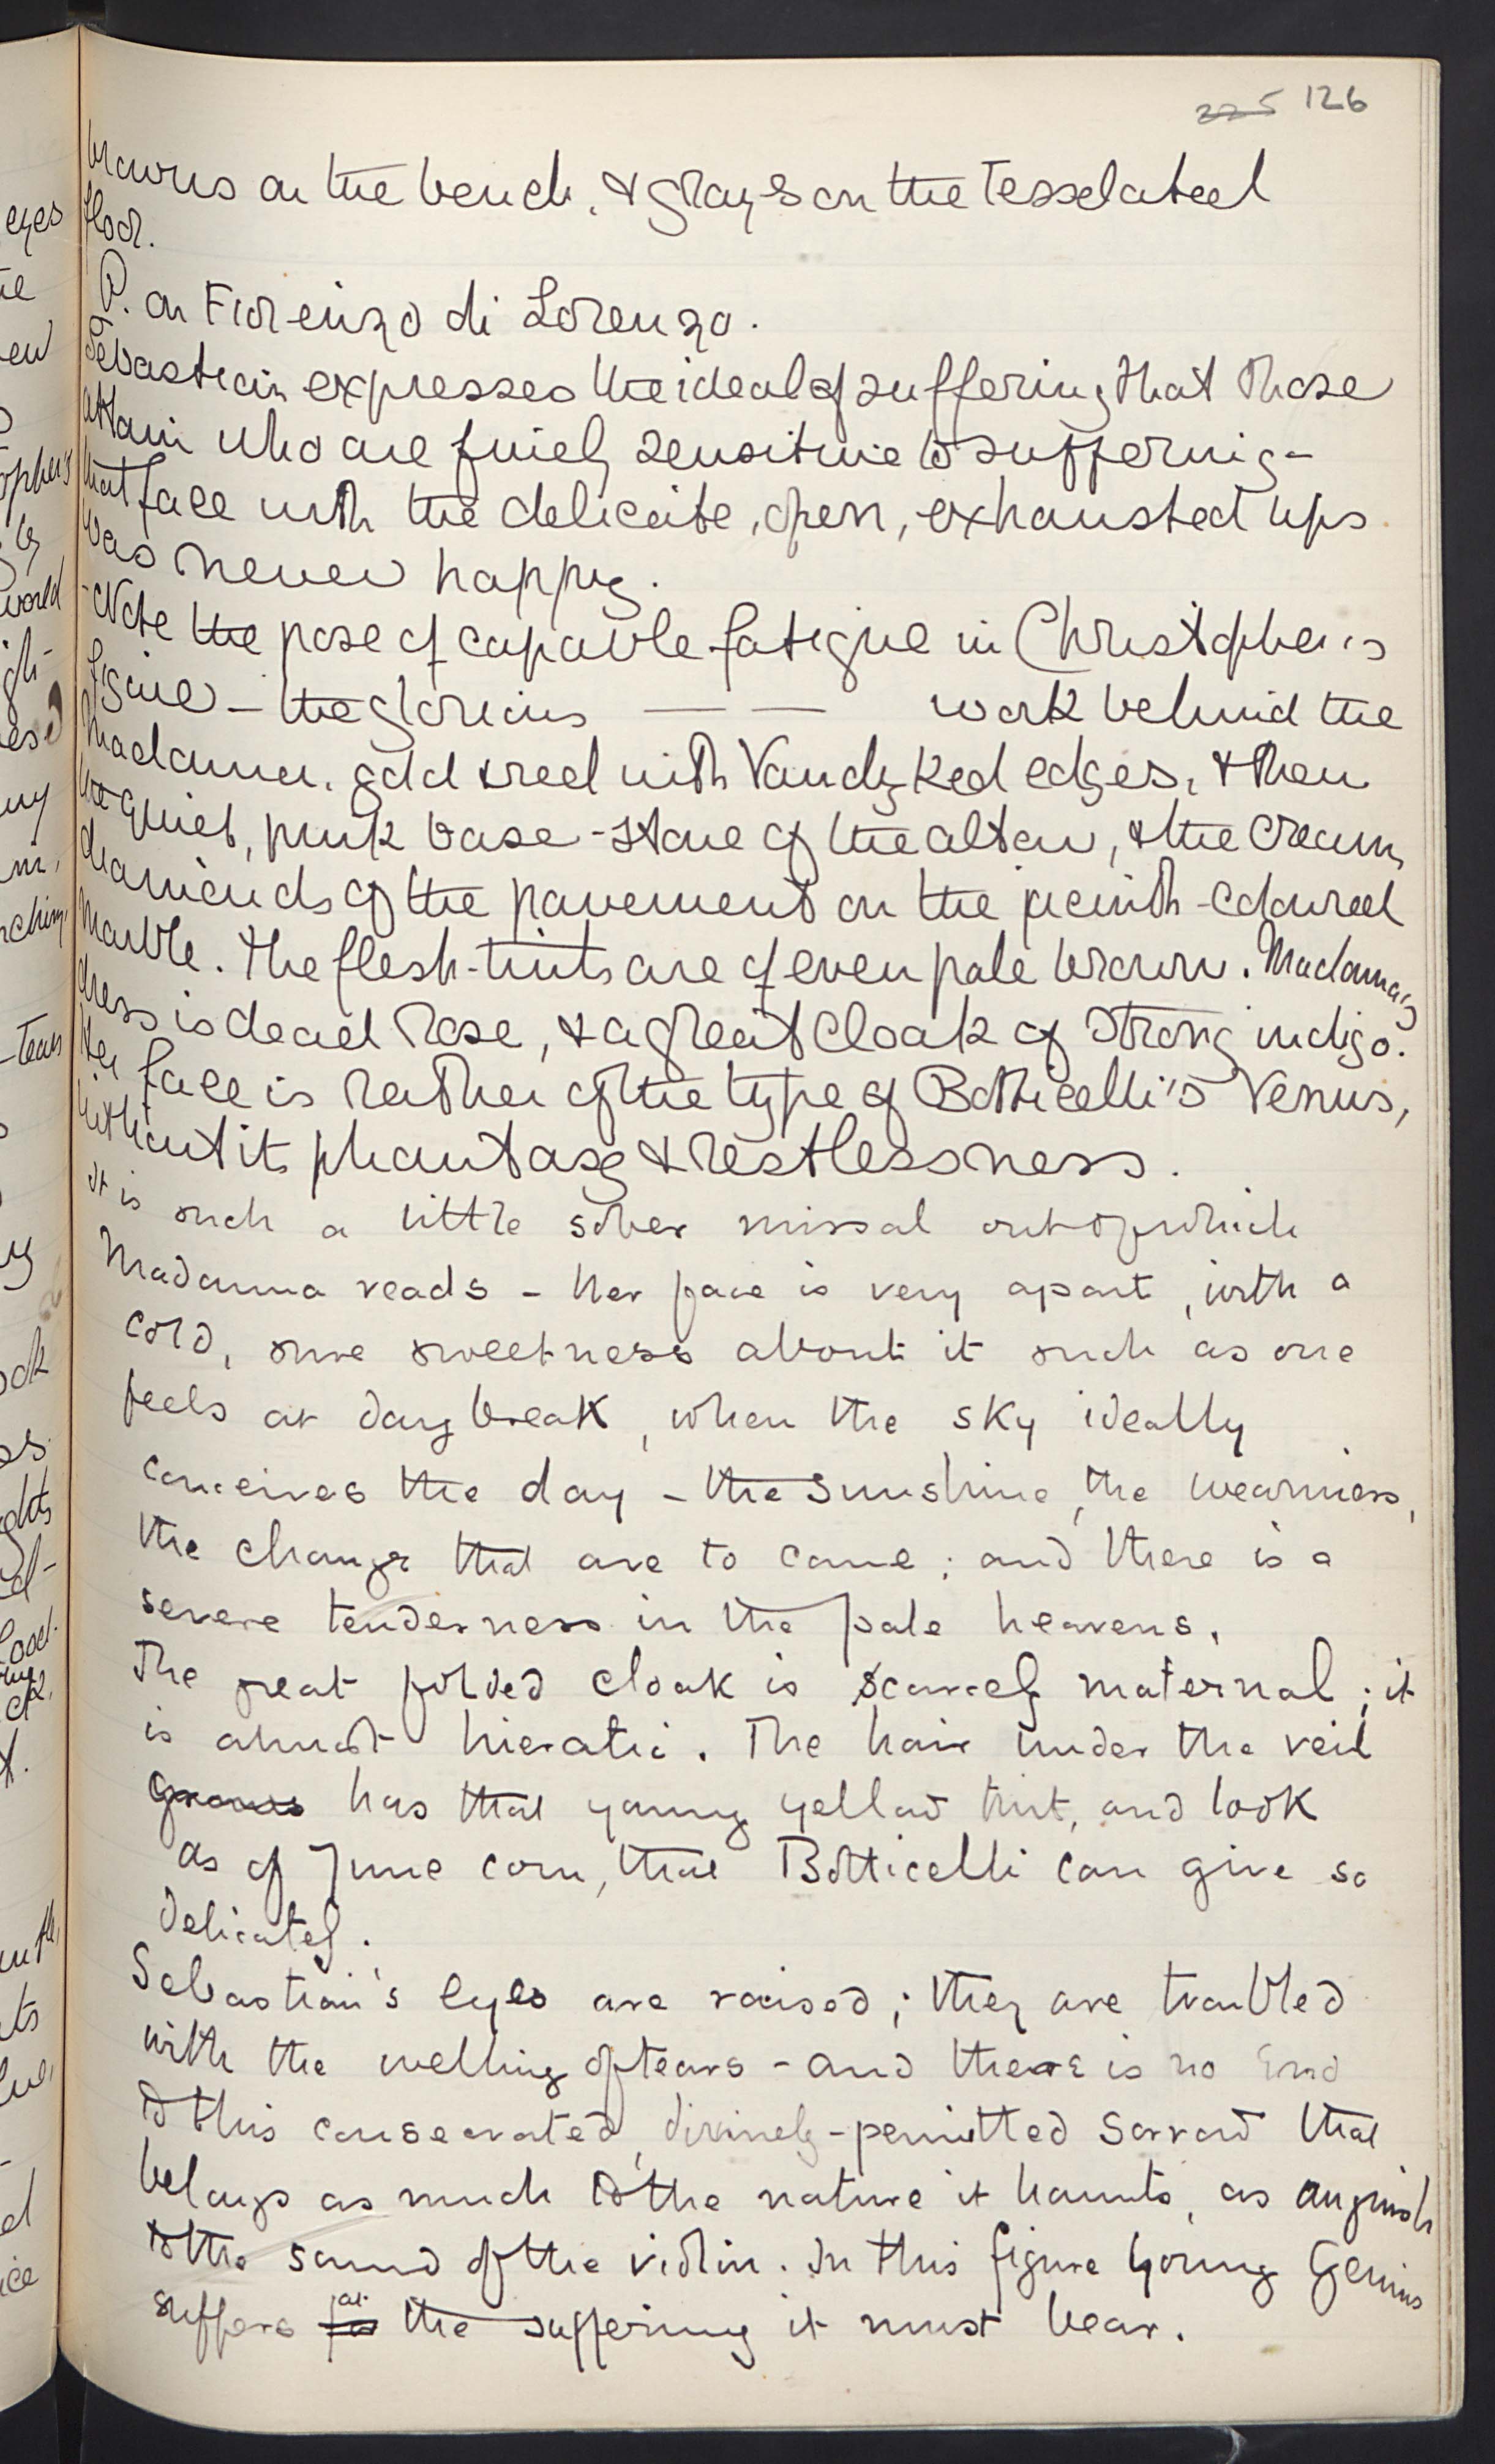 225 126
browns on the bench, & grays on the Tesselated
floor.
P. on Fiorenzo di Lorenzo.
Sebastian expresses the ideal of suffering that those
attain who are finely sensitive to suffering -
that face with the delicate, open, exhausted lips
was never happy.
- Note the pose of capable fatigue in Christopher's
figure - the glorious — — work behind the
Madonna, gold & red with Vandyked edges, & then
the quiet, pink base-stone of the altar, & the cream
diamonds of the pavement on the jacinth-coloured
marble. The flesh-tints are of even pale brown. Madonna's
dress is dead rose, & a great cloak of strong indigo.
Her face is rather of the type of Botticelli's Venus,
without its phantasy & restlessness.
It is such a little sober missal out of which
Madonna reads - her face is very apart, with a
cold, sure sweetness about it such as one
feels at daybreak, when the sky ideally
conceives the day - the sunshine, the weariness,
the change that are to come; and there is a
severe tenderness in the pale heavens.
The great folded cloak is scarcely maternal; it
is almost hieratic. The hair under the veil
grows has that young yellow tint, and look
as of June corn, that Botticelli can give so
delicately.
Sebastian's eyes are raised; they are troubled
with the welling of tears - and there is no end
to this consecrated, divinely-permitted sorrow that
belongs as much to the nature it haunts, as anguish
to the sound of the violin. In this figure young Genius
suffers for all the suffering it must bear.